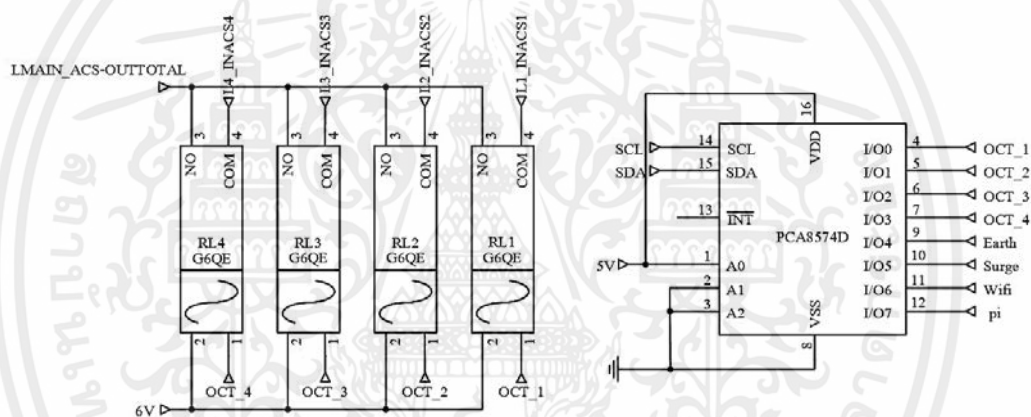 LMAIN_ACS-OUTTOTAL
L4_INACS4
L3_INACS3
L2_INACS2
L1_INACS1
3 4 3 4 3 4 3 4
NO COM NO COM NO COM NO COM
RL4 RL3 RL2 RL1
G6QE G6QE G6QE G6QE
2 1 2 1 2 1 2 1
OCT_4 OCT_3 OCT_2 OCT_1
6V
16
VDD
SCL 14 SCL I/O0 4 OCT_1
SDA 15 SDA I/O1 5 OCT_2
I/O2 6 OCT_3
13 INT I/O3 7 OCT_4
PCA8574D
I/O4 9 Earth
5V 1 A0 I/O5 10 Surge
2 A1 I/O6 11 Wifi
3 A2 I/O7 12 pi
VSS
8